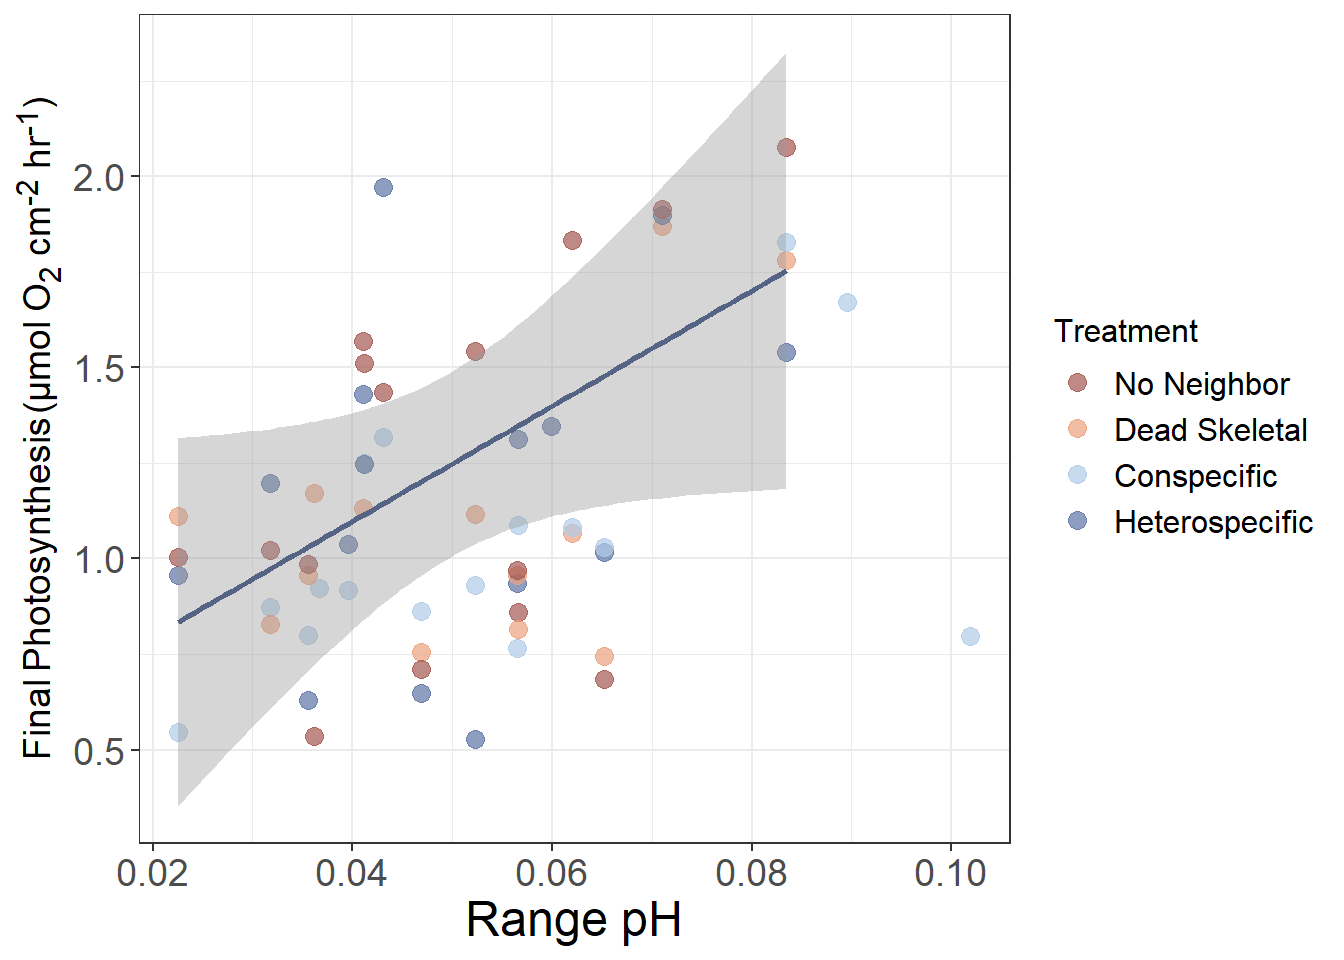 Final Photosynthesis (μmol O₂ cm⁻² hr⁻¹)
2.0
1.5
1.0
0.5
0.02 0.04 0.06 0.08 0.10
Range pH
Treatment
No Neighbor
Dead Skeletal
Conspecific
Heterospecific